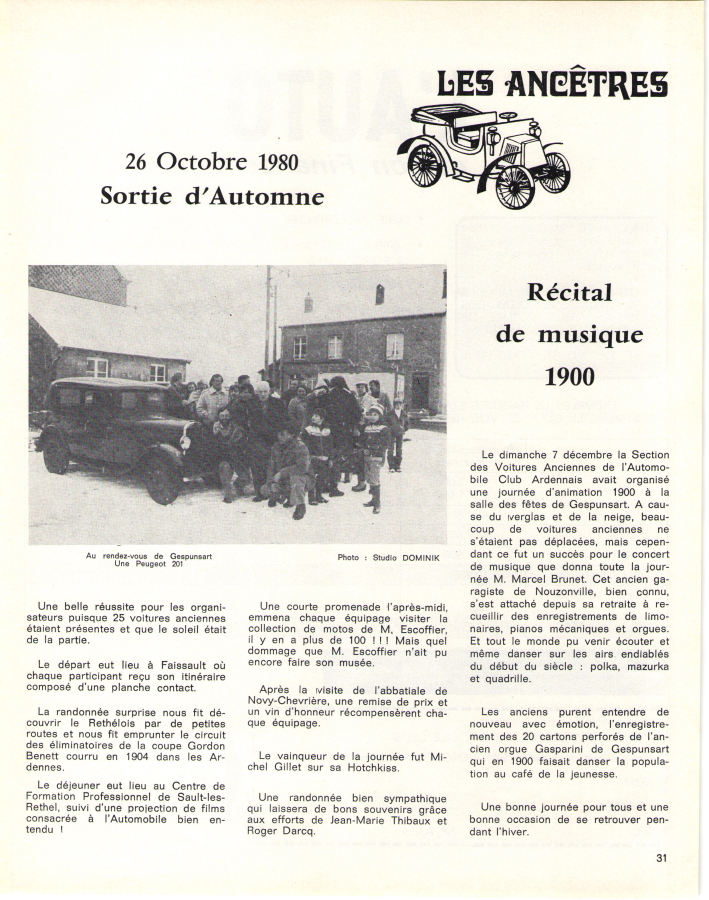 LES ANCÊTRES
26 Octobre 1980
Sortie d'Automne
Au rendez-vous de Gespunsart
Une Peugeot 201
Photo : Studio DOMINIK
Une belle réussite pour les organi-
sateurs puisque 25 voitures anciennes
étaient présentes et que le soleil était
de la partie.
Le départ eut lieu à Faissault où
chaque participant reçu son itinéraire
composé d'une planche contact.
La randonnée surprise nous fit dé-
couvrir le Rethélois par de petites
routes et nous fit emprunter le circuit
des éliminatoires de la coupe Gordon
Benett courru en 1904 dans les Ar-
dennes.
Le déjeuner eut lieu au Centre de
Formation Professionnel de Sault-les-
Rethel, suivi d'une projection de films
consacrée à l'Automobile bien en-
tendu !
Une courte promenade l'après-midi,
emmena chaque équipage visiter la
collection de motos de M. Escoffier,
il y en a plus de 100 !!! Mais quel
dommage que M. Escoffier n'ait pu
encore faire son musée.
Après la visite de l'abbatiale de
Novy-Chevrière, une remise de prix et
un vin d'honneur récompensèrent cha-
que équipage.
Le vainqueur de la journée fut Mi-
chel Gillet sur sa Hotchkiss.
Une randonnée bien sympathique
qui laissera de bons souvenirs grâce
aux efforts de Jean-Marie Thibaux et
Roger Darcq.
Récital
de musique
1900
Le dimanche 7 décembre la Section
des Voitures Anciennes de l'Automo-
bile Club Ardennais avait organisé
une journée d'animation 1900 à la
salle des fêtes de Gespunsart. A cau-
se du verglas et de la neige, beau-
coup de voitures anciennes ne
s'étaient pas déplacées, mais cepen-
dant ce fut un succès pour le concert
de musique que donna toute la jour-
née M. Marcel Brunet. Cet ancien ga-
ragiste de Nouzonville, bien connu,
s'est attaché depuis sa retraite à re-
cueillir des enregistrements de limo-
naires, pianos mécaniques et orgues.
Et tout le monde pu venir écouter et
même danser sur les airs endiablés
du début du siècle : polka, mazurka
et quadrille.
Les anciens purent entendre de
nouveau avec émotion, l'enregistre-
ment des 20 cartons perforés de l'an-
cien orgue Gasparini de Gespunsart
qui en 1900 faisait danser la popula-
tion au café de la jeunesse.
Une bonne journée pour tous et une
bonne occasion de se retrouver pen-
dant l'hiver.
31